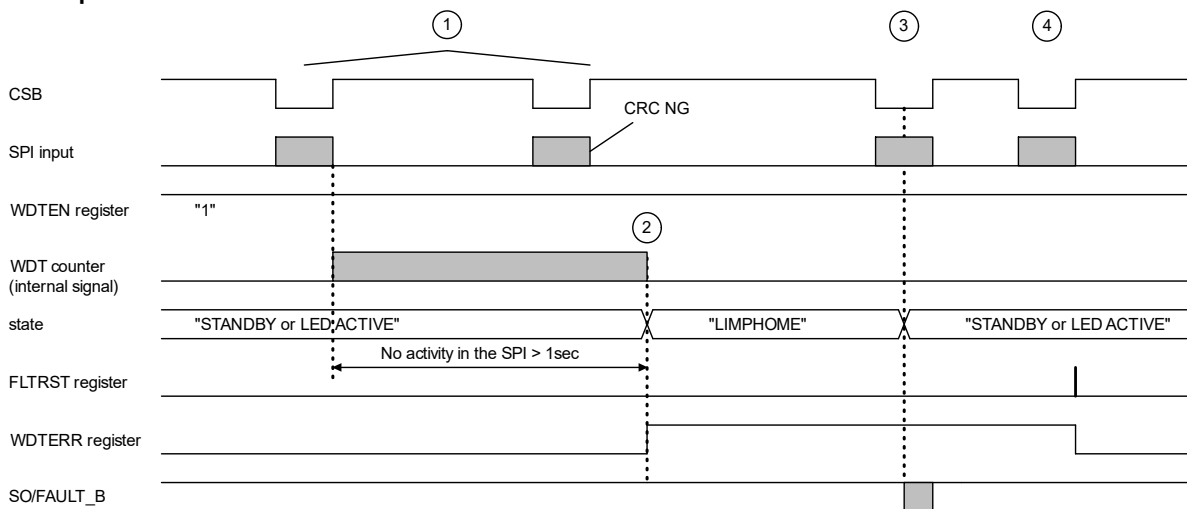 1
3
4
CSB
CRC NG
SPI input
WDTEN register
"1"
2
WDT counter
(internal signal)
state
"STANDBY or LED ACTIVE"
"LIMPHOME"
"STANDBY or LED ACTIVE"
No activity in the SPI > 1sec
FLTRST register
WDTERR register
SO/FAULT_B